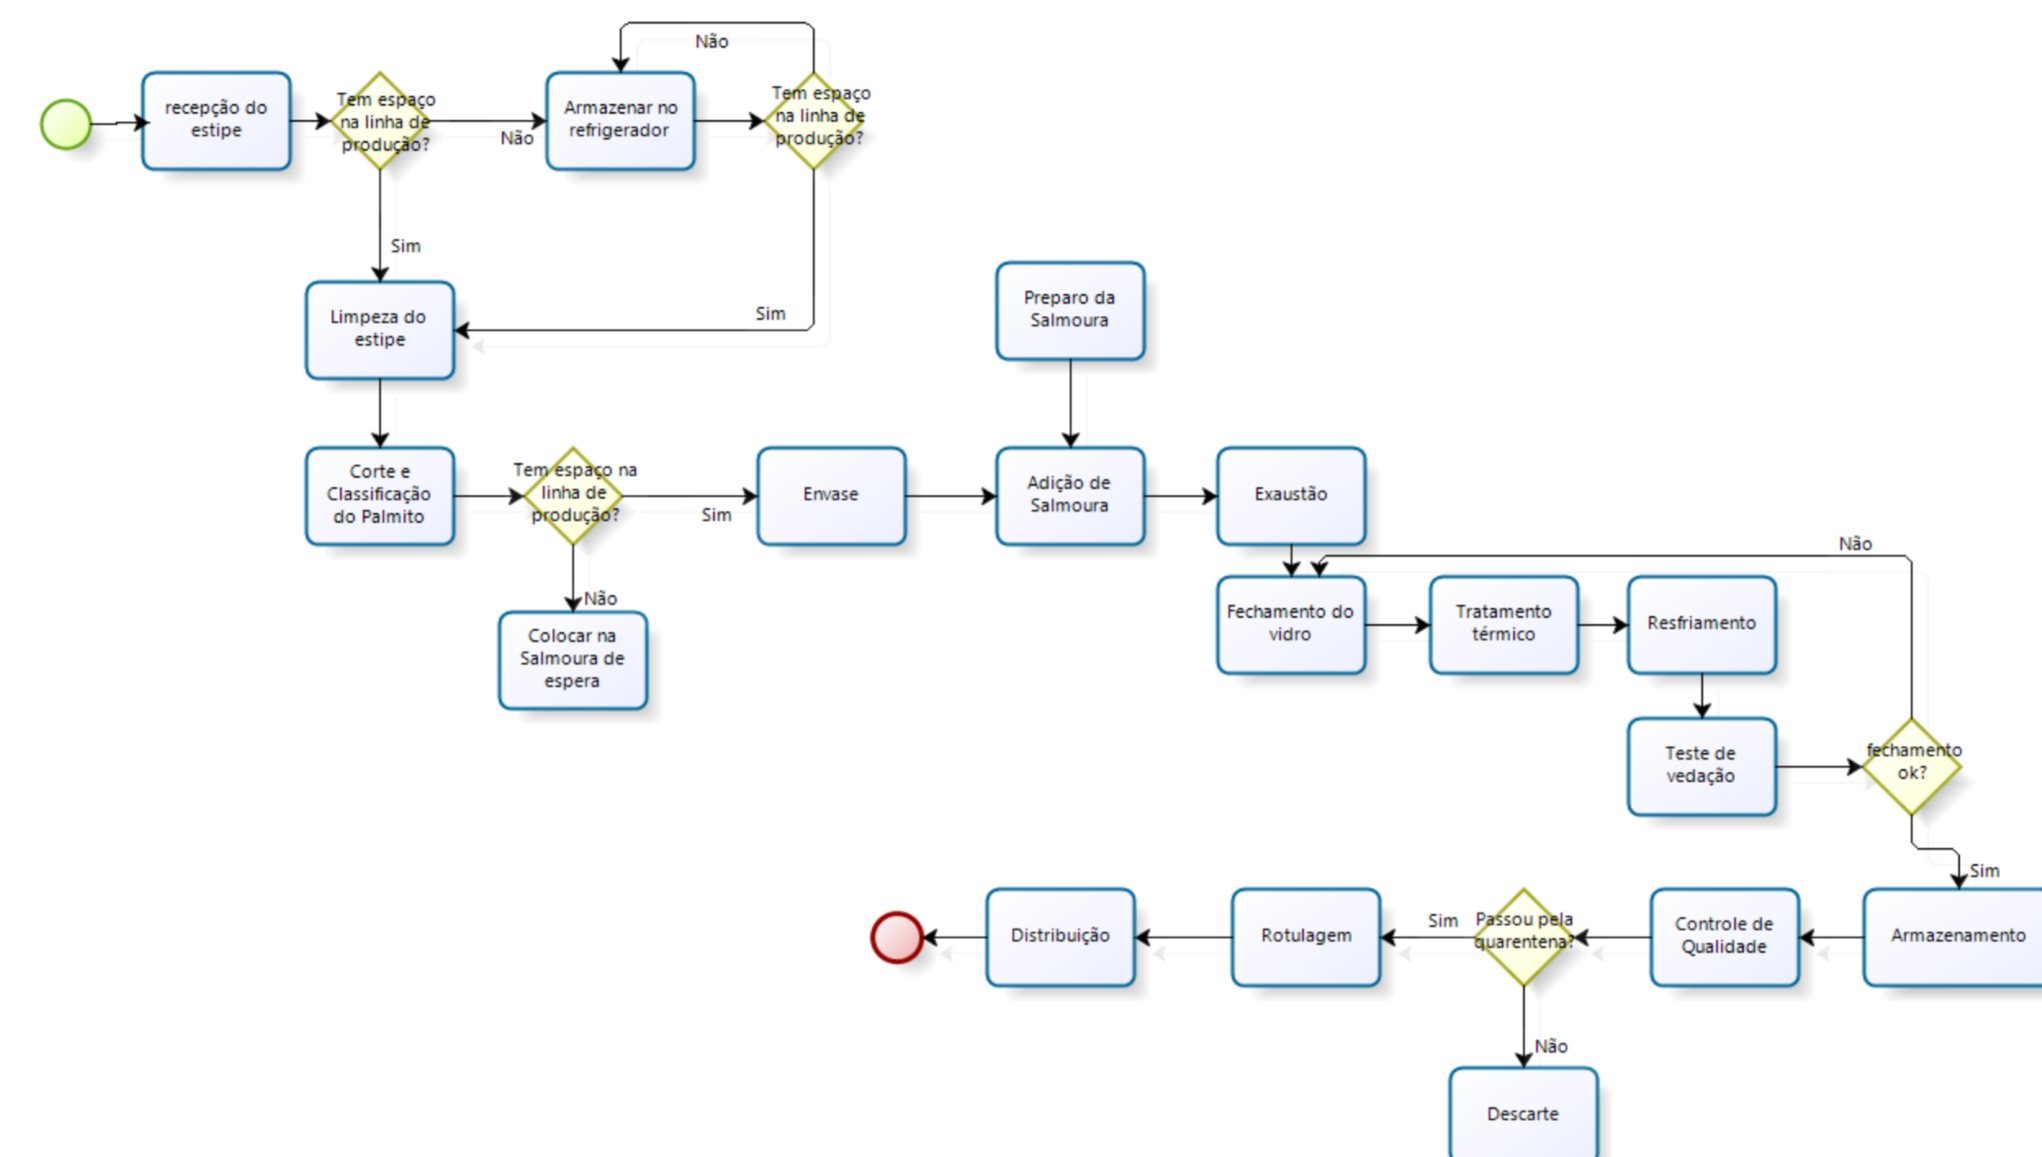 Não
recepção do
estipe
Tem espaço
na linha de
produção?
Não
Armazenar no
refrigerador
Tem espaço
na linha de
produção?
Sim
Limpeza do
estipe
Sim
Preparo da
Salmoura
Corte e
Classificação
do Palmito
Tem espaço na
linha de
produção?
Sim
Envase
Adição de
Salmoura
Exaustão
Não
Não
Colocar na
Salmoura de
espera
Fechamento do
vidro
Tratamento
térmico
Resfriamento
Teste de
vedação
fechamento
ok?
Sim
Distribuição
Rotulagem
Sim
Passou pela
quarentena?
Controle de
Qualidade
Armazenamento
Não
Descarte